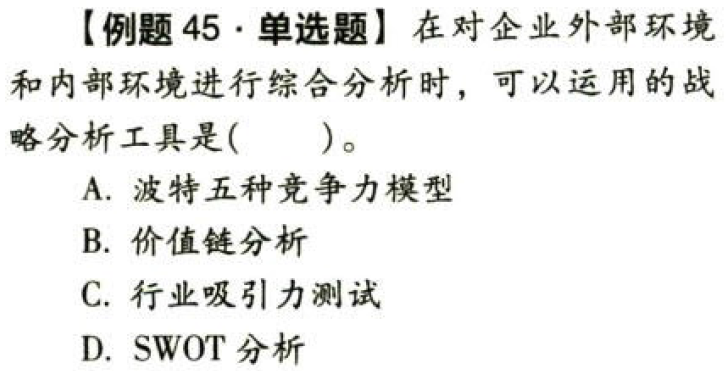 【例题 45·单选题】在对企业外部环境
和内部环境进行综合分析时，可以运用的战
略分析工具是(　　)。
A. 波特五种竞争力模型
B. 价值链分析
C. 行业吸引力测试
D. SWOT 分析